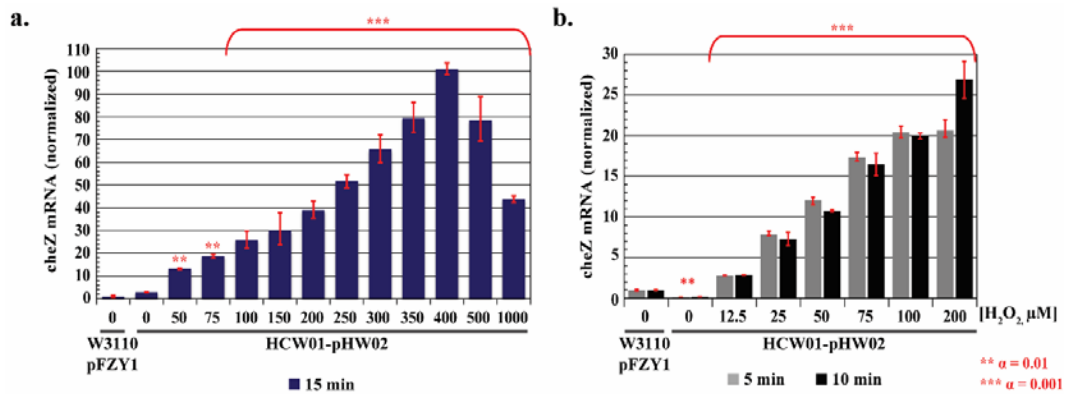 a.
***
cheZ mRNA (normalized)
110
100
90
80
70
60
50
40
30
20
10
0
**
**
0 0 50 75 100 150 200 250 300 350 400 500 1000
W3110
pFZY1
HCW01-pHW02
15 min
b.
***
cheZ mRNA (normalized)
30
25
20
15
10
5
0
**
0 0 12.5 25 50 75 100 200 [H₂O₂, µM]
W3110
pFZY1
HCW01-pHW02
5 min 10 min
** α = 0.01
*** α = 0.001